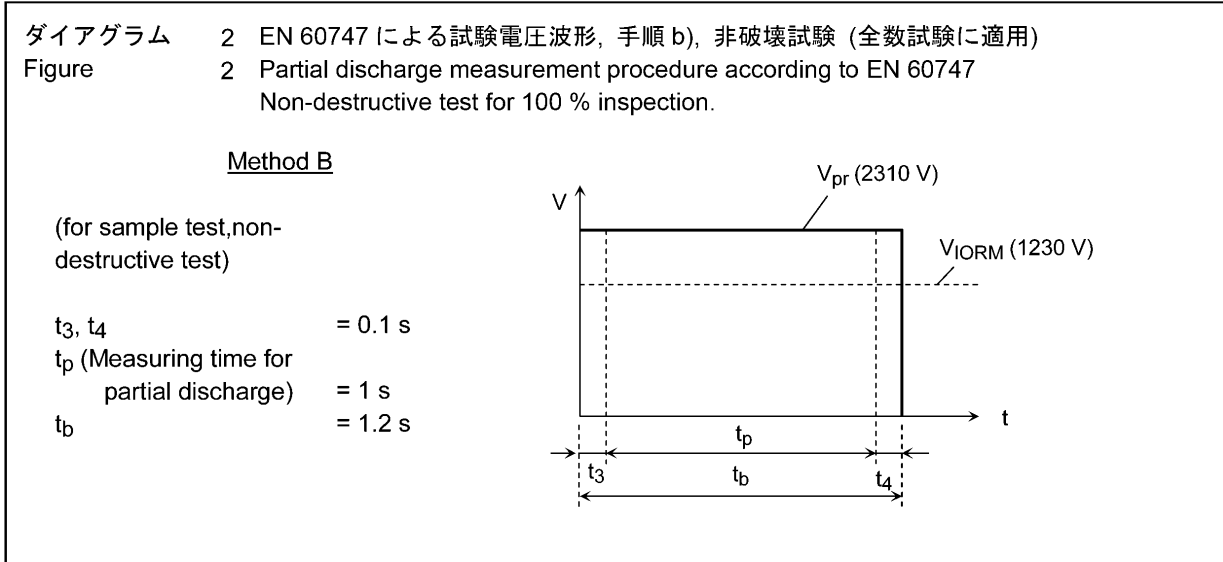 ダイアグラム 2 EN 60747 による試験電圧波形, 手順 b), 非破壊試験 (全数試験に適用)
Figure 2 Partial discharge measurement procedure according to EN 60747
Non-destructive test for 100 % inspection.
Method B
(for sample test,non-
destructive test)
t3, t4 = 0.1 s
tp (Measuring time for
partial discharge) = 1 s
tb = 1.2 s
Vpr (2310 V)
V
VIORM (1230 V)
t
tp
t3 tb t4